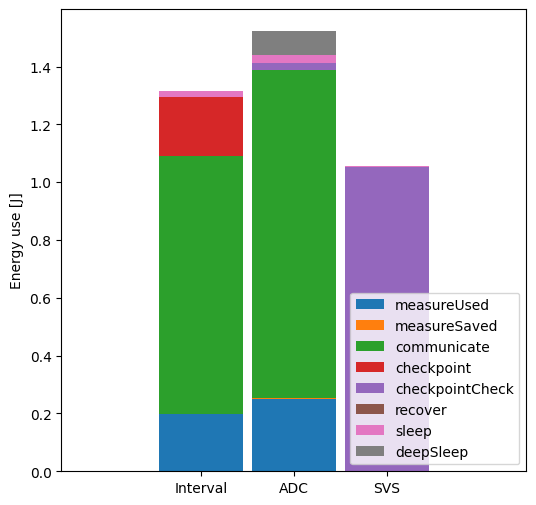 Energy use [J]
1.4
1.2
1.0
0.8
0.6
0.4
0.2
0.0
measureUsed
measureSaved
communicate
checkpoint
checkpointCheck
recover
sleep
deepSleep
Interval ADC SVS